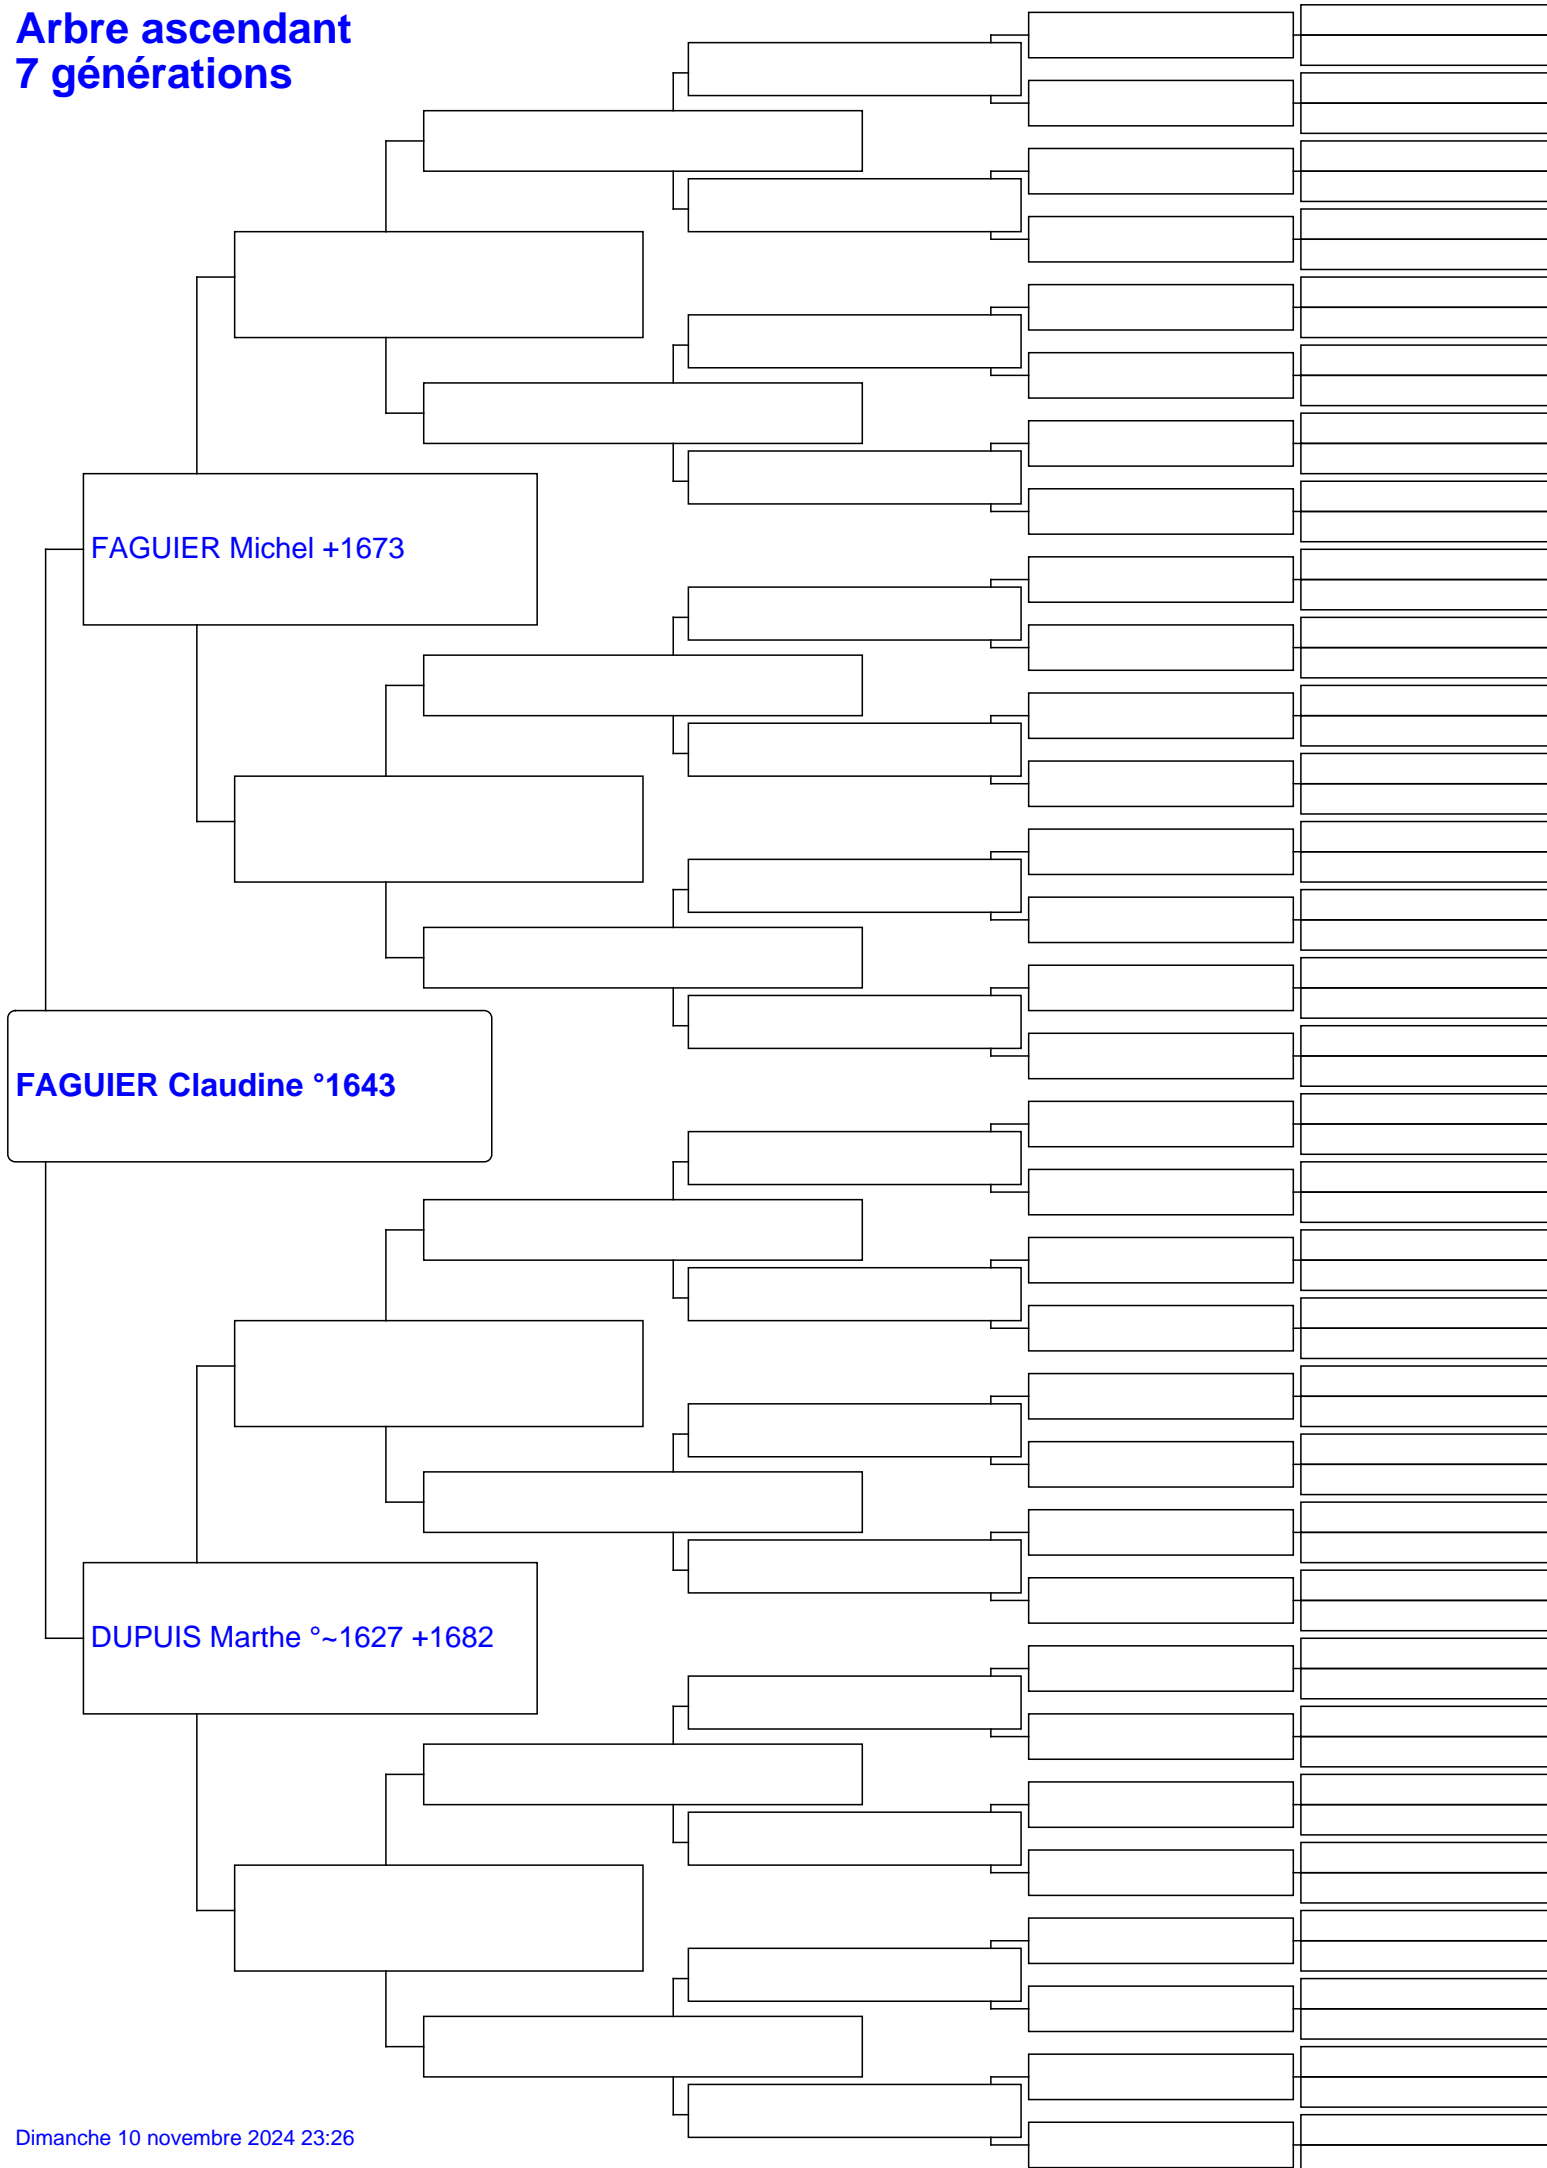 Arbre ascendant
7 générations
FAGUIER Michel +1673
FAGUIER Claudine °1643
DUPUIS Marthe °~1627 +1682
Dimanche 10 novembre 2024 23:26